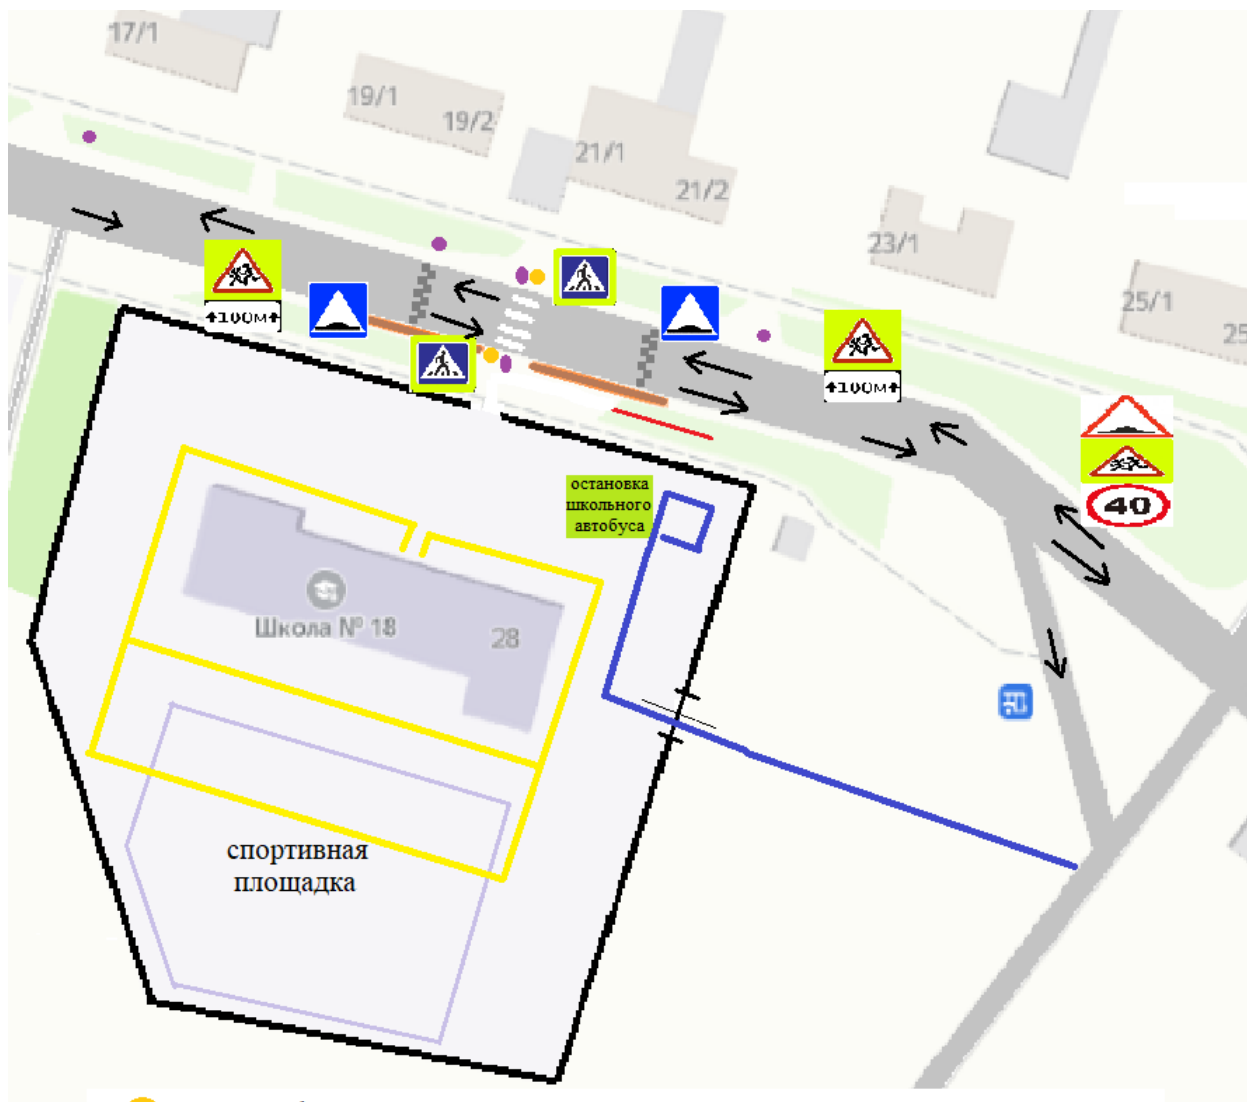 17/1
19/1
19/2
21/1
21/2
23/1
25/1
25
100м
100м
40
остановка
школьного
автобуса
Школа № 18
28
спортивная
площадка